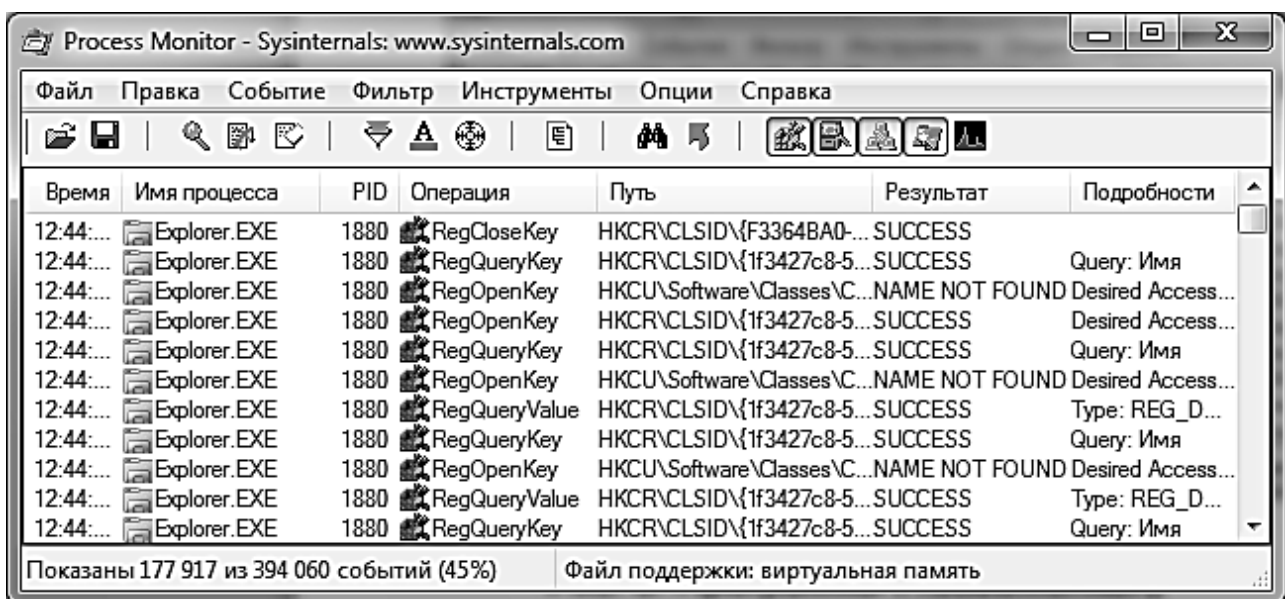 Process Monitor - Sysinternals: www.sysinternals.com
Файл Правка Событие Фильтр Инструменты Опции Справка
Время Имя процесса PID Операция Путь Результат Подробности
12:44:... Explorer.EXE 1880 RegCloseKey HKCR\CLSID\{F3364BA0-... SUCCESS
12:44:... Explorer.EXE 1880 RegQueryKey HKCR\CLSID\{1f3427c8-5... SUCCESS Query: Имя
12:44:... Explorer.EXE 1880 RegOpenKey HKCU\Software\Classes\C... NAME NOT FOUND Desired Access...
12:44:... Explorer.EXE 1880 RegOpenKey HKCR\CLSID\{1f3427c8-5... SUCCESS Desired Access...
12:44:... Explorer.EXE 1880 RegQueryKey HKCR\CLSID\{1f3427c8-5... SUCCESS Query: Имя
12:44:... Explorer.EXE 1880 RegOpenKey HKCU\Software\Classes\C... NAME NOT FOUND Desired Access...
12:44:... Explorer.EXE 1880 RegQueryValue HKCR\CLSID\{1f3427c8-5... SUCCESS Type: REG_D...
12:44:... Explorer.EXE 1880 RegQueryKey HKCR\CLSID\{1f3427c8-5... SUCCESS Query: Имя
12:44:... Explorer.EXE 1880 RegOpenKey HKCU\Software\Classes\C... NAME NOT FOUND Desired Access...
12:44:... Explorer.EXE 1880 RegQueryValue HKCR\CLSID\{1f3427c8-5... SUCCESS Type: REG_D...
12:44:... Explorer.EXE 1880 RegQueryKey HKCR\CLSID\{1f3427c8-5... SUCCESS Query: Имя
Показаны 177 917 из 394 060 событий (45%) Файл поддержки: виртуальная память